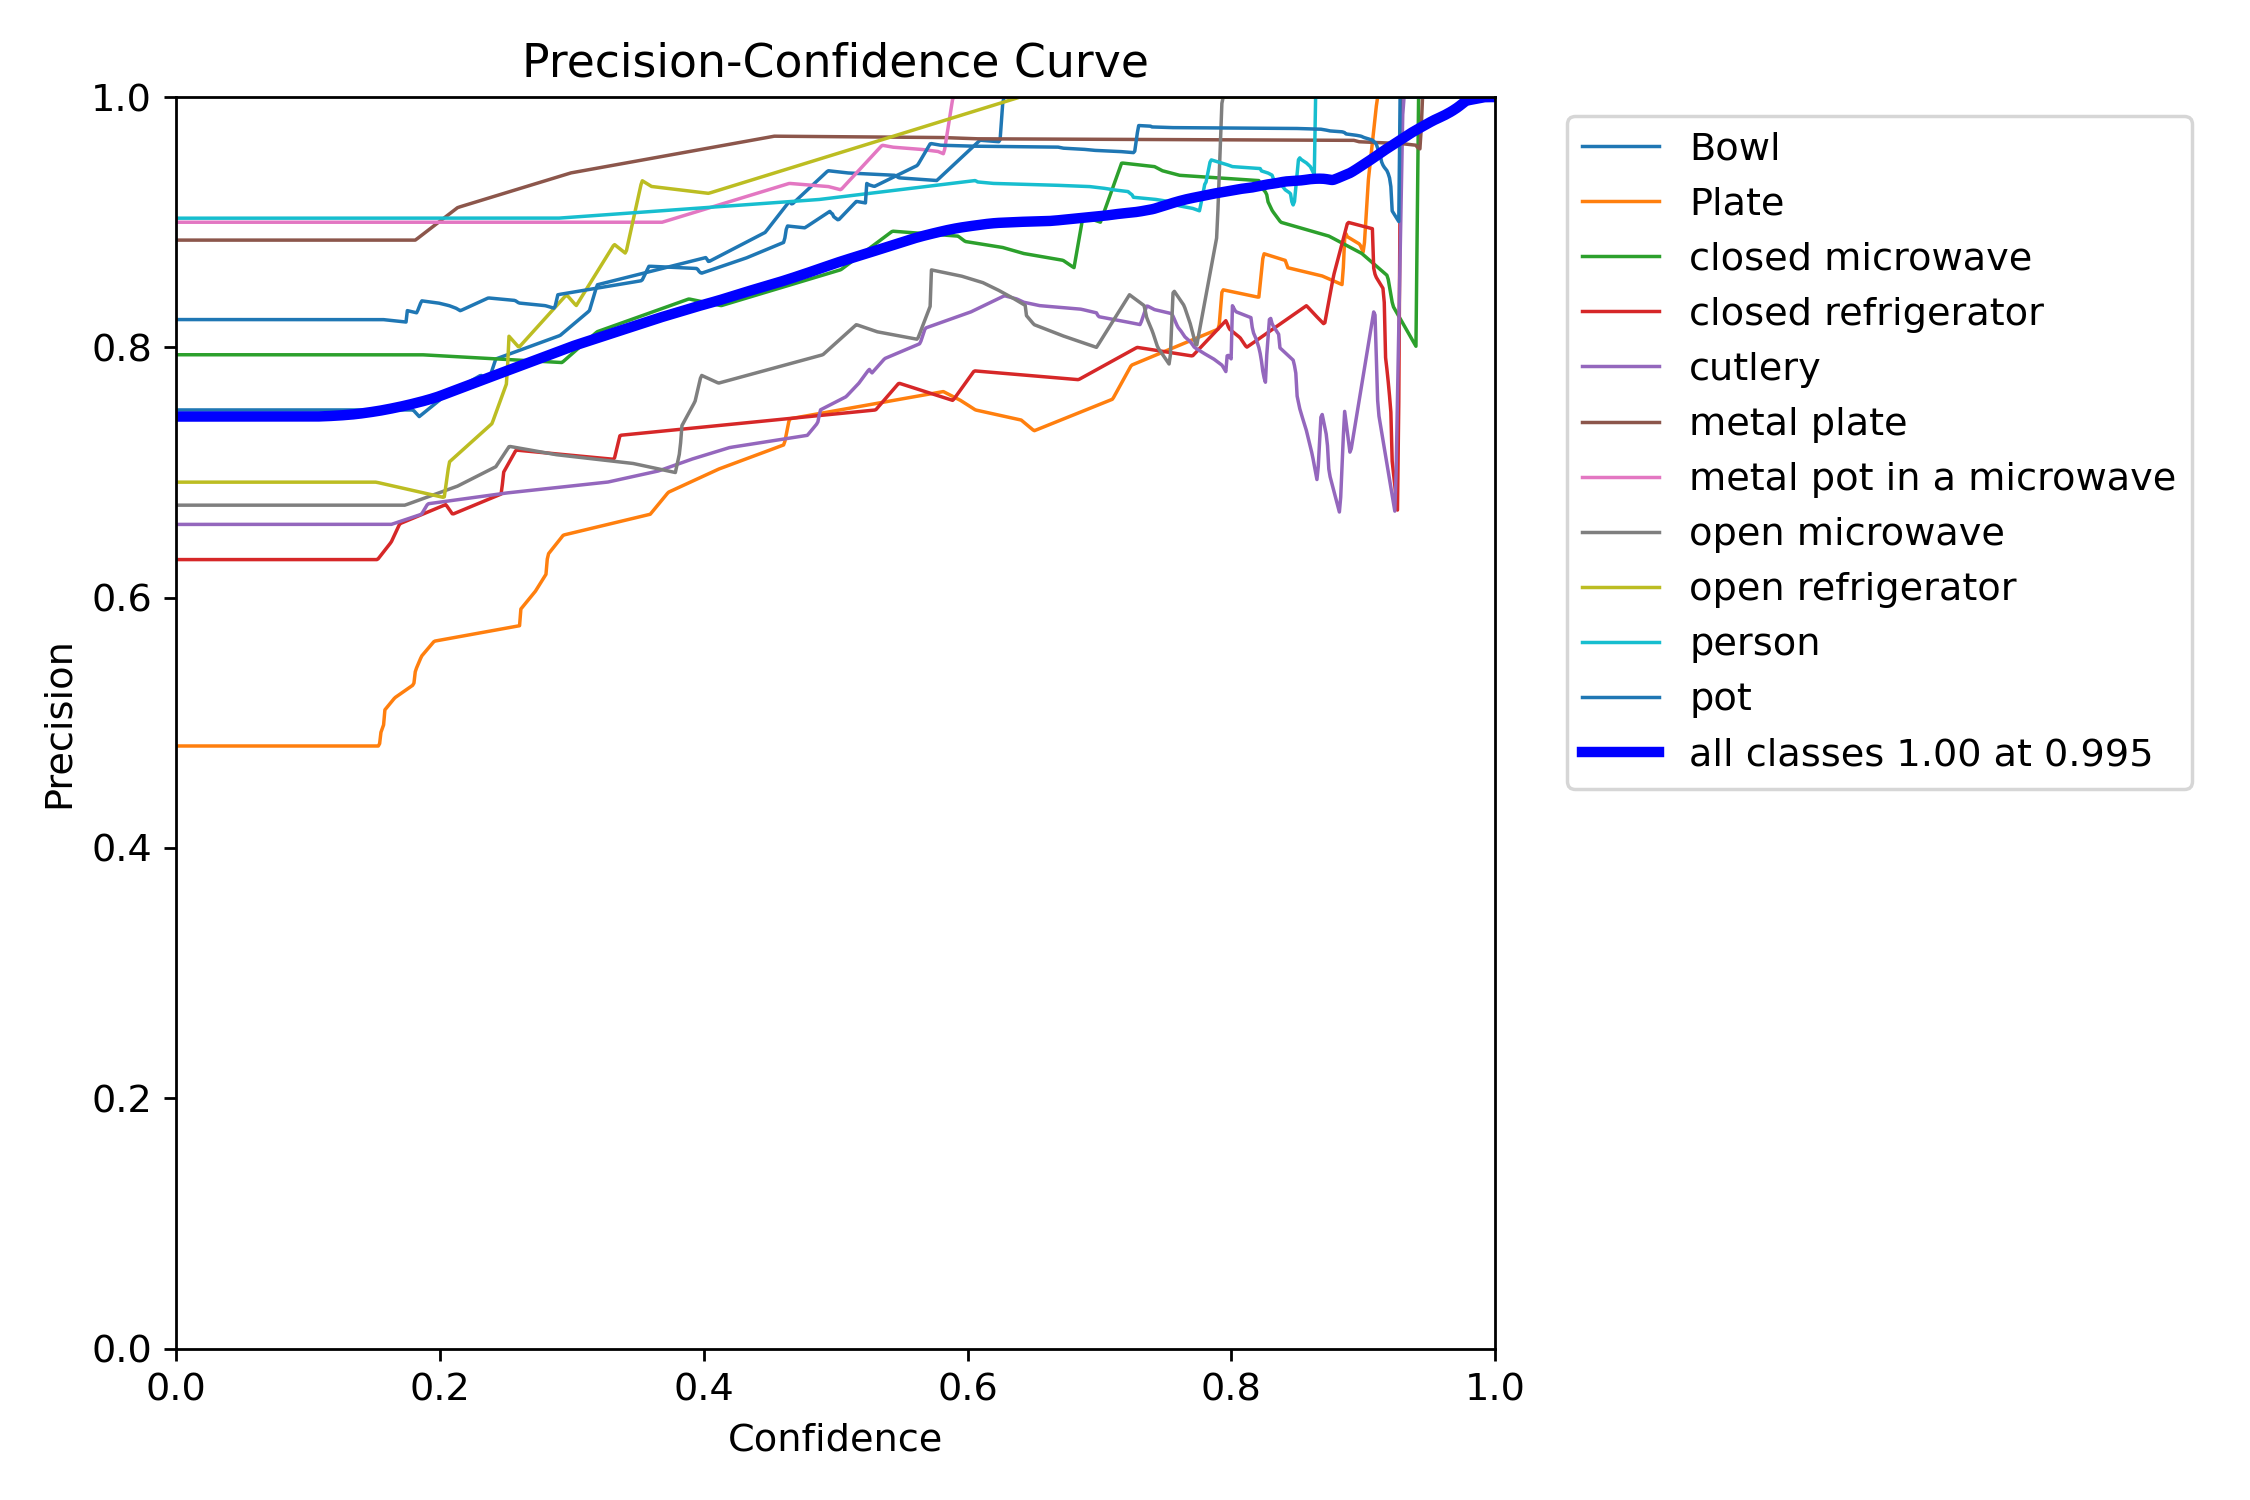 Precision-Confidence Curve
1.0
0.8
0.6
0.4
0.2
0.0
Precision
0.0 0.2 0.4 0.6 0.8 1.0
Confidence
Bowl
Plate
closed microwave
closed refrigerator
cutlery
metal plate
metal pot in a microwave
open microwave
open refrigerator
person
pot
all classes 1.00 at 0.995